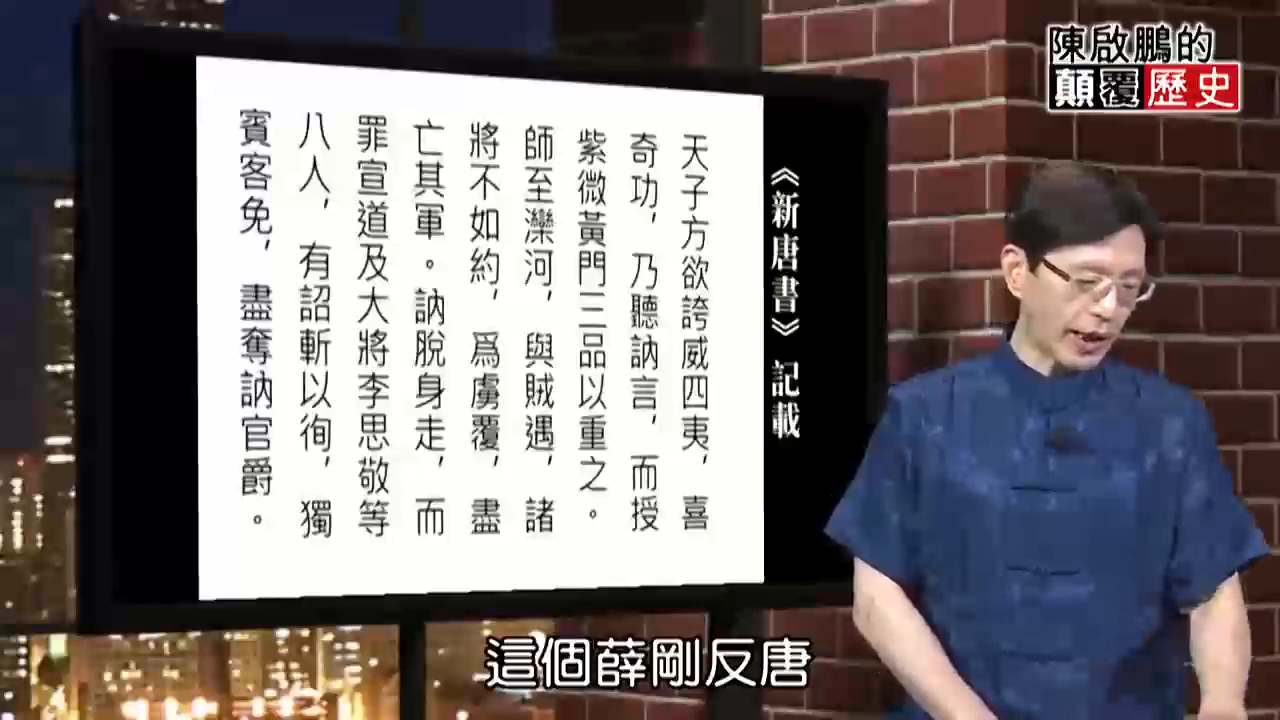 陳啟鵬的
顛覆歷史
《新唐書》記載
天子方欲誇威四夷，喜
奇功，乃聽訥言，而授
紫微黃門三品以重之。
師至灤河，與賊遇，諸
將不如約，為虜覆，盡
亡其軍。訥脫身走，而
罪宣道及大將李思敬等
八人，有詔斬以徇，獨
賓客免，盡奪訥官爵。
這個薛剛反唐